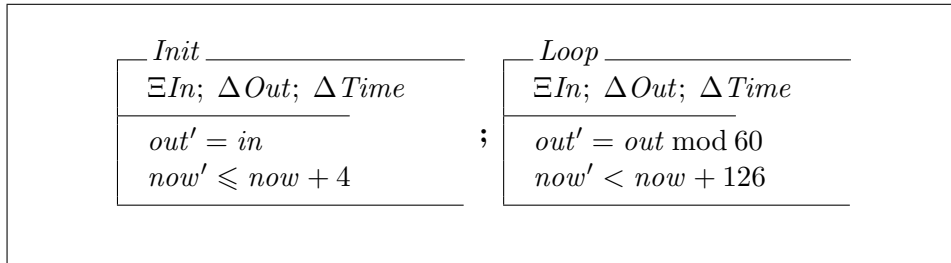 Init
ΞIn; ΔOut; ΔTime
out′ = in
now′ ⩽ now + 4
;
Loop
ΞIn; ΔOut; ΔTime
out′ = out mod 60
now′ < now + 126